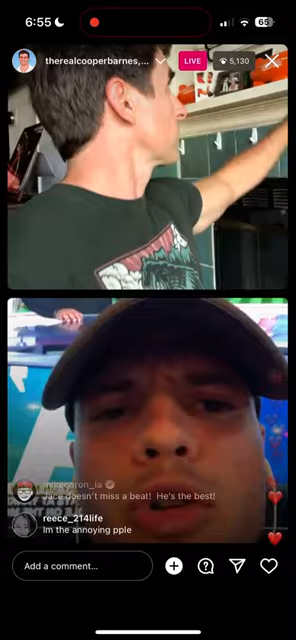 6:55
65
therealcooperbarnes,...
LIVE
5,130
Jace doesn't miss a beat! He's the best!
reece_214life
Im the annoying pple
Add a comment...